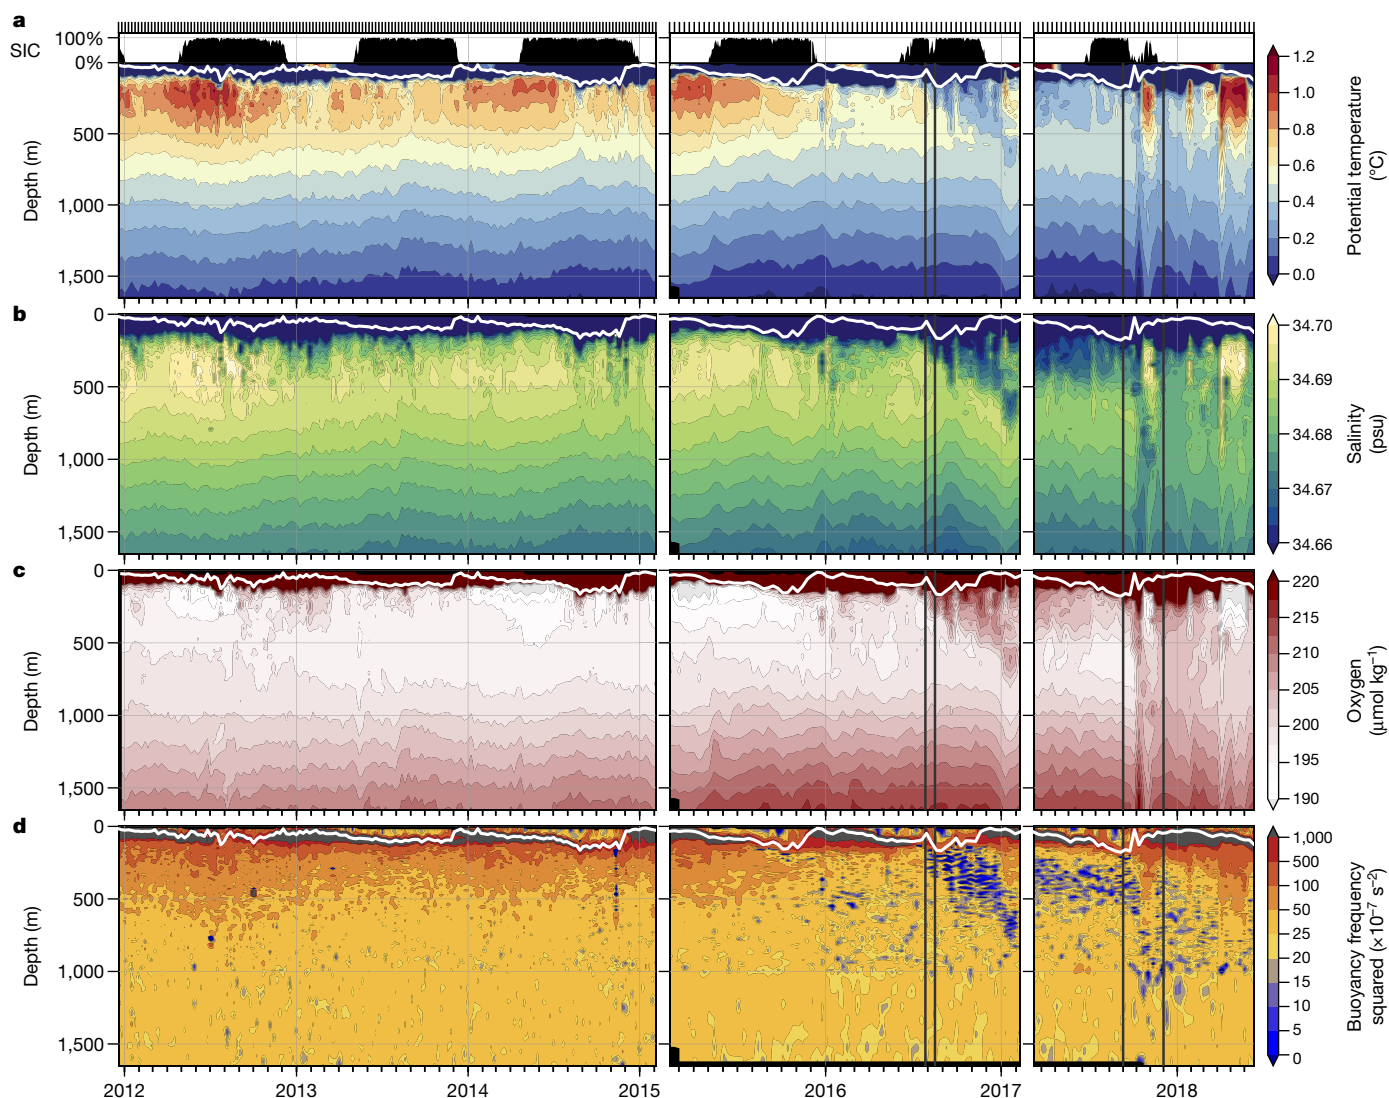 a
SIC
100%
0%
500
1,000
1,500
Depth (m)
1.2
1.0
0.8
0.6
0.4
0.2
0.0
Potential temperature
(°C)
b
0
500
1,000
1,500
Depth (m)
34.70
34.69
34.68
34.67
34.66
Salinity
(psu)
c
0
500
1,000
1,500
Depth (m)
220
215
210
205
200
195
190
Oxygen
(μmol kg⁻¹)
d
0
500
1,000
1,500
Depth (m)
1,000
500
100
50
25
20
15
10
5
0
Buoyancy frequency
squared (×10⁻⁷ s⁻²)
2012 2013 2014 2015 2016 2017 2018